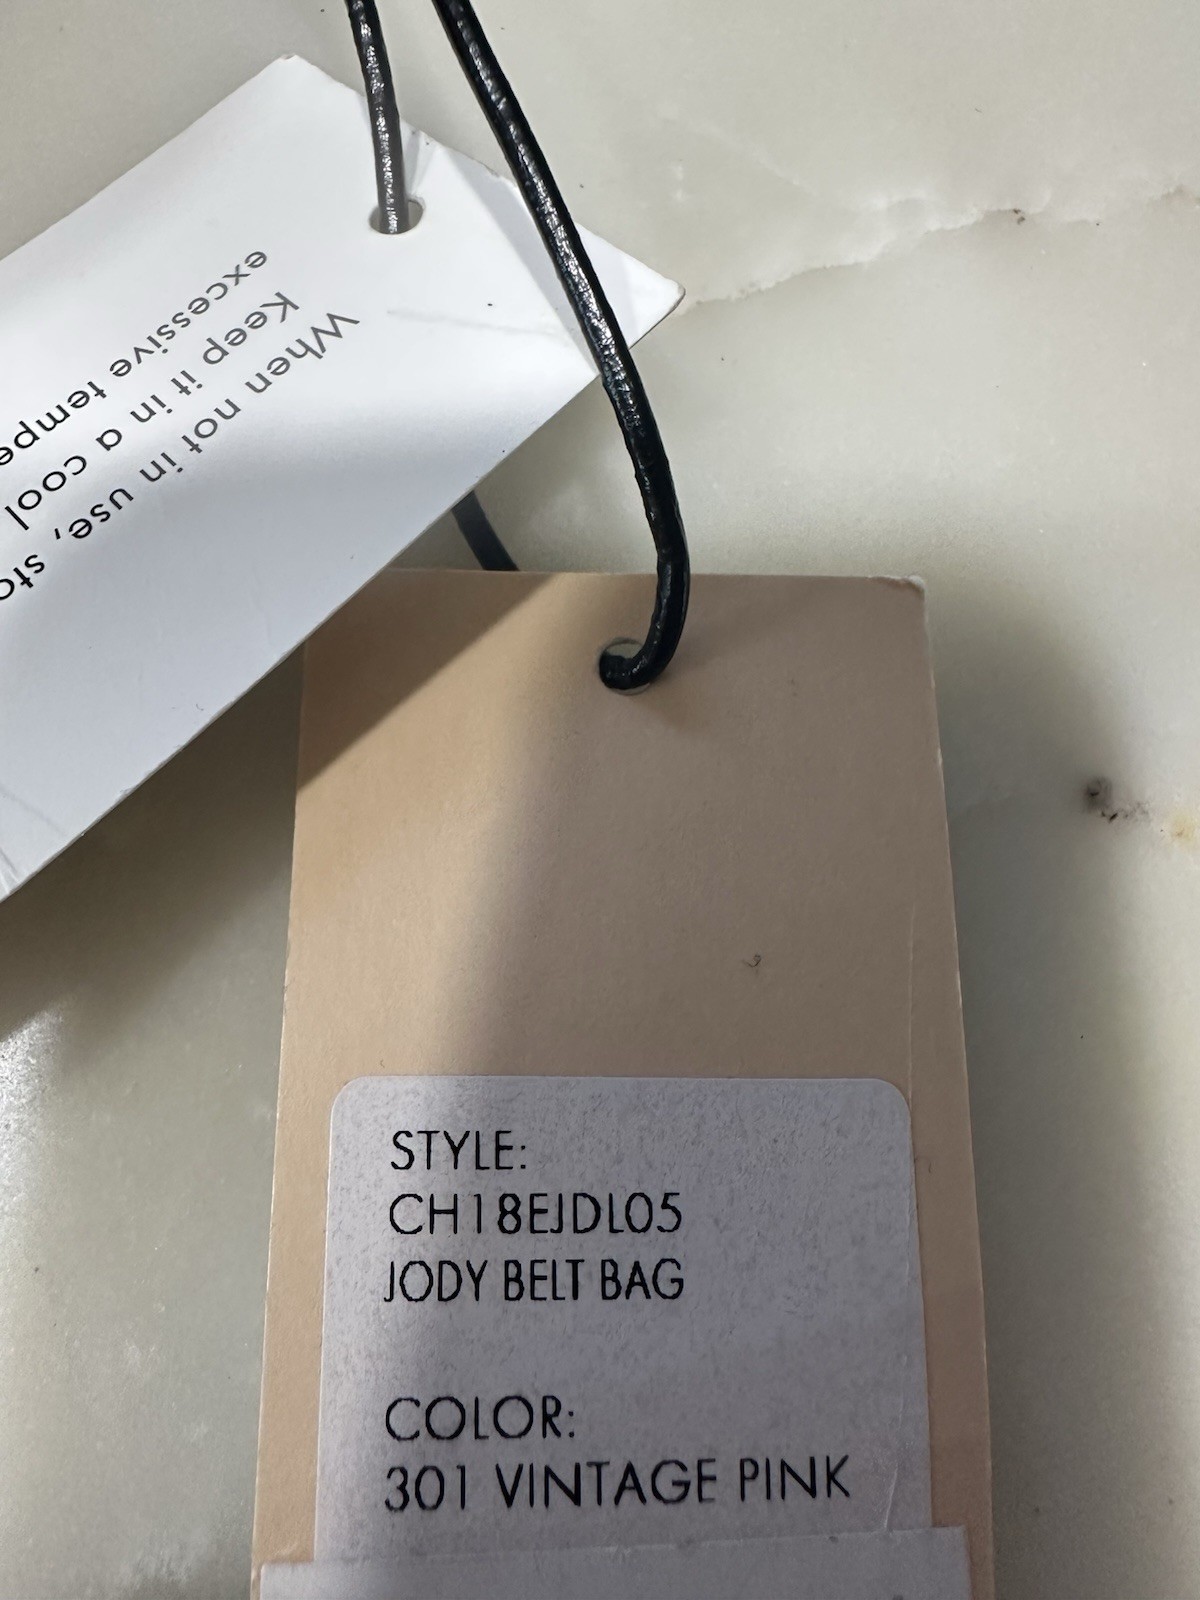 When not in use, sto
Keep it in a cool
excessive tempe
STYLE:
CH18EJDL05
JODY BELT BAG
COLOR:
301 VINTAGE PINK